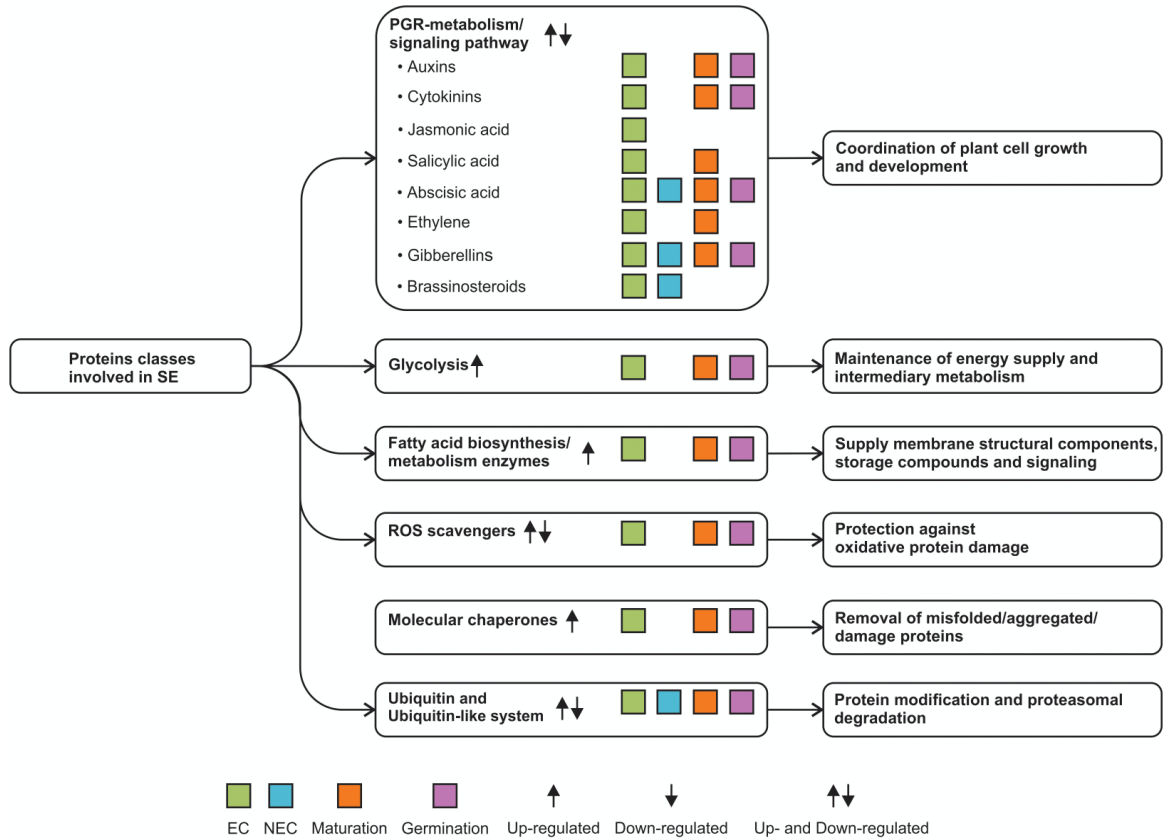 PGR-metabolism/
signaling pathway
• Auxins
• Cytokinins
• Jasmonic acid
• Salicylic acid
• Abscisic acid
• Ethylene
• Gibberellins
• Brassinosteroids
Coordination of plant cell growth
and development
Proteins classes
involved in SE
Glycolysis
Maintenance of energy supply and
intermediary metabolism
Fatty acid biosynthesis/
metabolism enzymes
Supply membrane structural components,
storage compounds and signaling
ROS scavengers
Protection against
oxidative protein damage
Molecular chaperones
Removal of misfolded/aggregated/
damage proteins
Ubiquitin and
Ubiquitin-like system
Protein modification and proteasomal
degradation
EC NEC Maturation Germination Up-regulated Down-regulated Up- and Down-regulated